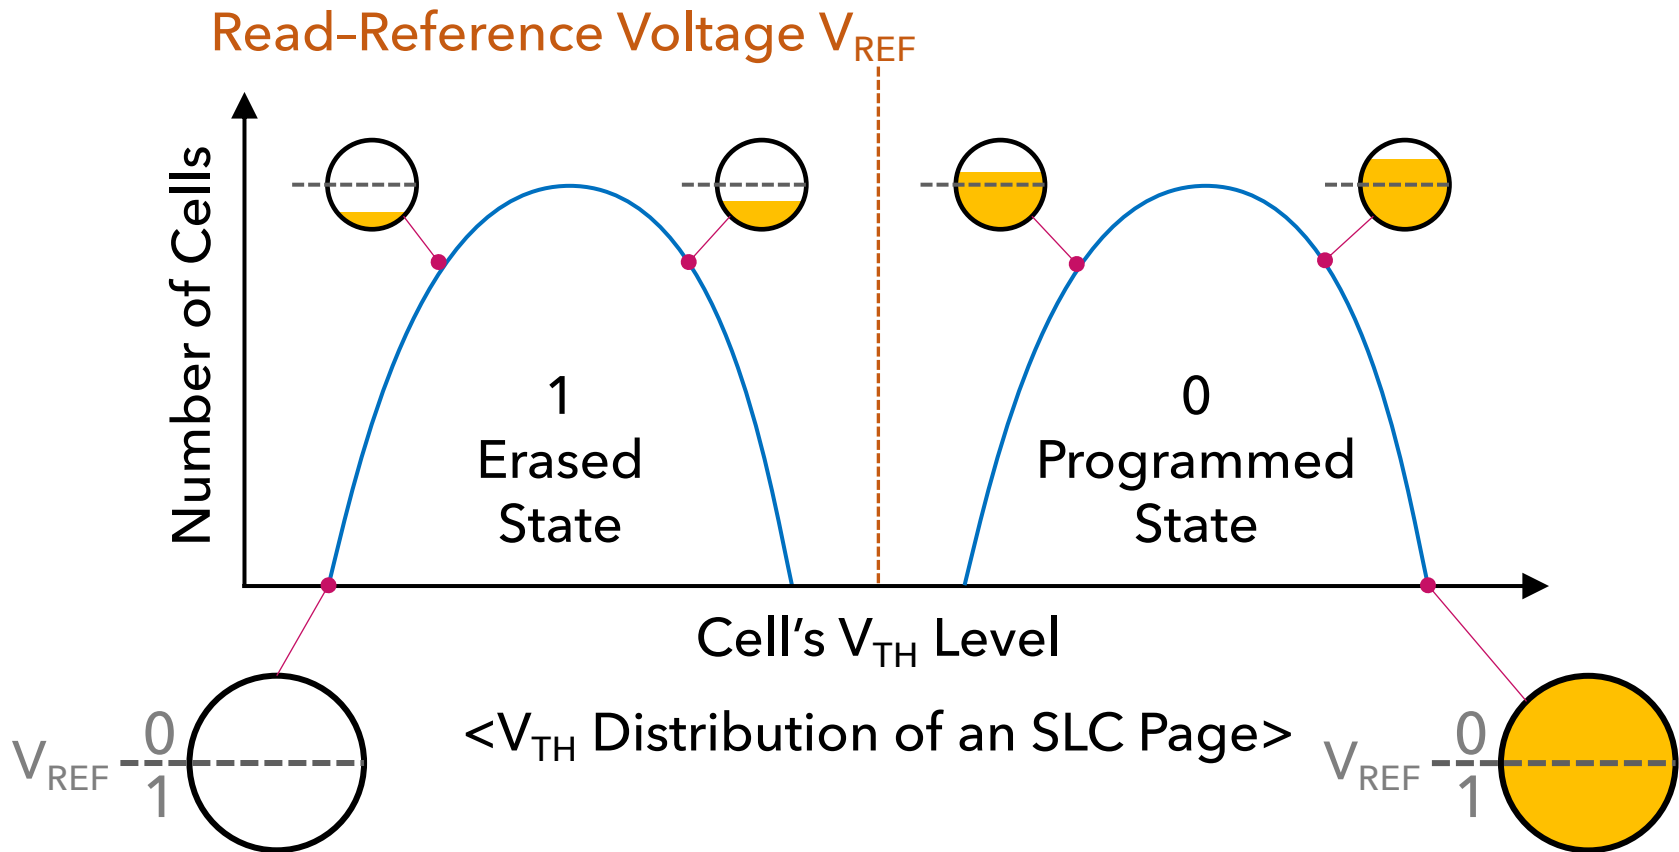 Read–Reference Voltage VREF
Number of Cells
1
Erased
State
0
Programmed
State
Cell's VTH Level
<VTH Distribution of an SLC Page>
VREF
0
1
VREF
0
1